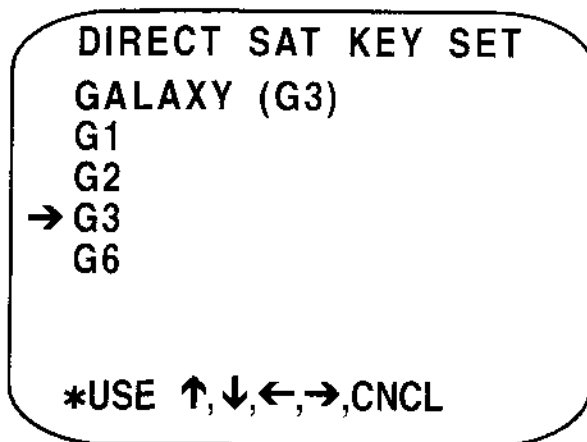 DIRECT SAT KEY SET
GALAXY (G3)
G1
G2
→ G3
G6
*USE ↑,↓,←,→,CNCL